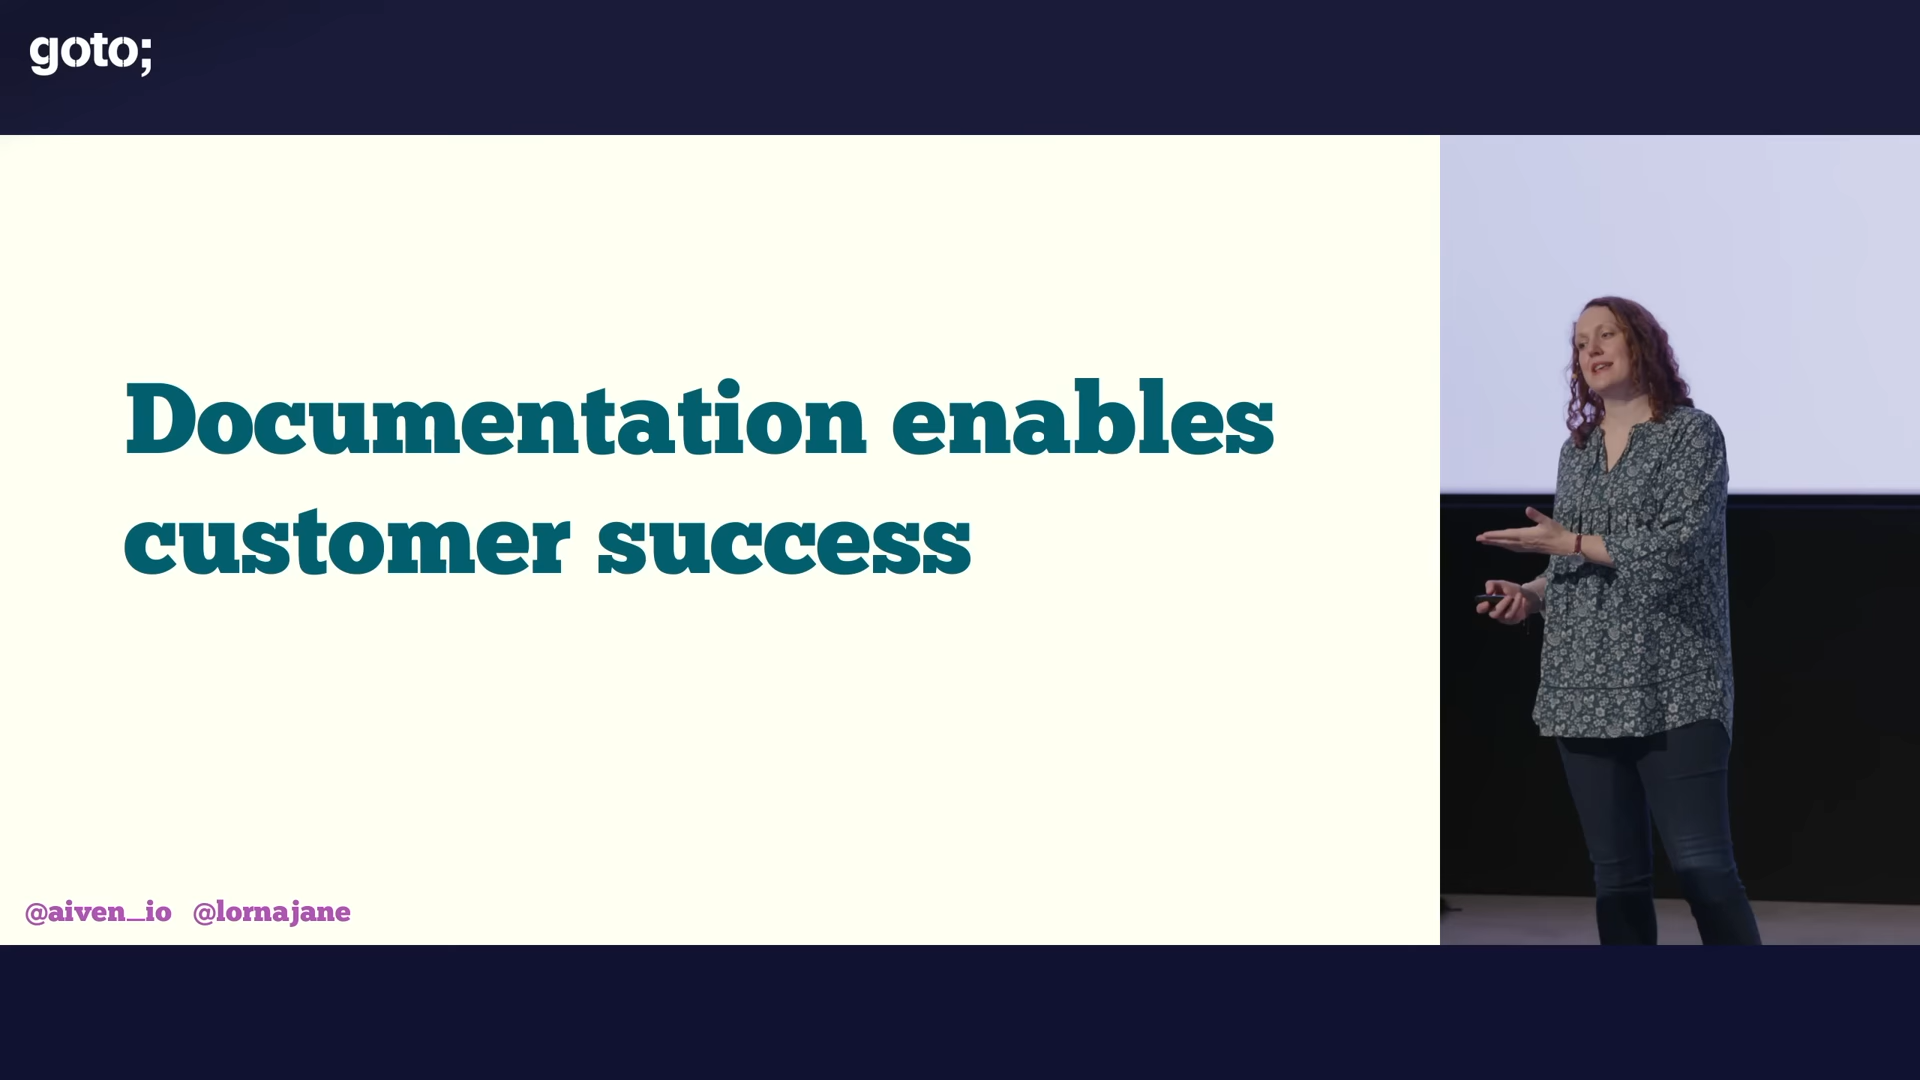 goto;
Documentation enables
customer success
@aiven_io @lornajane